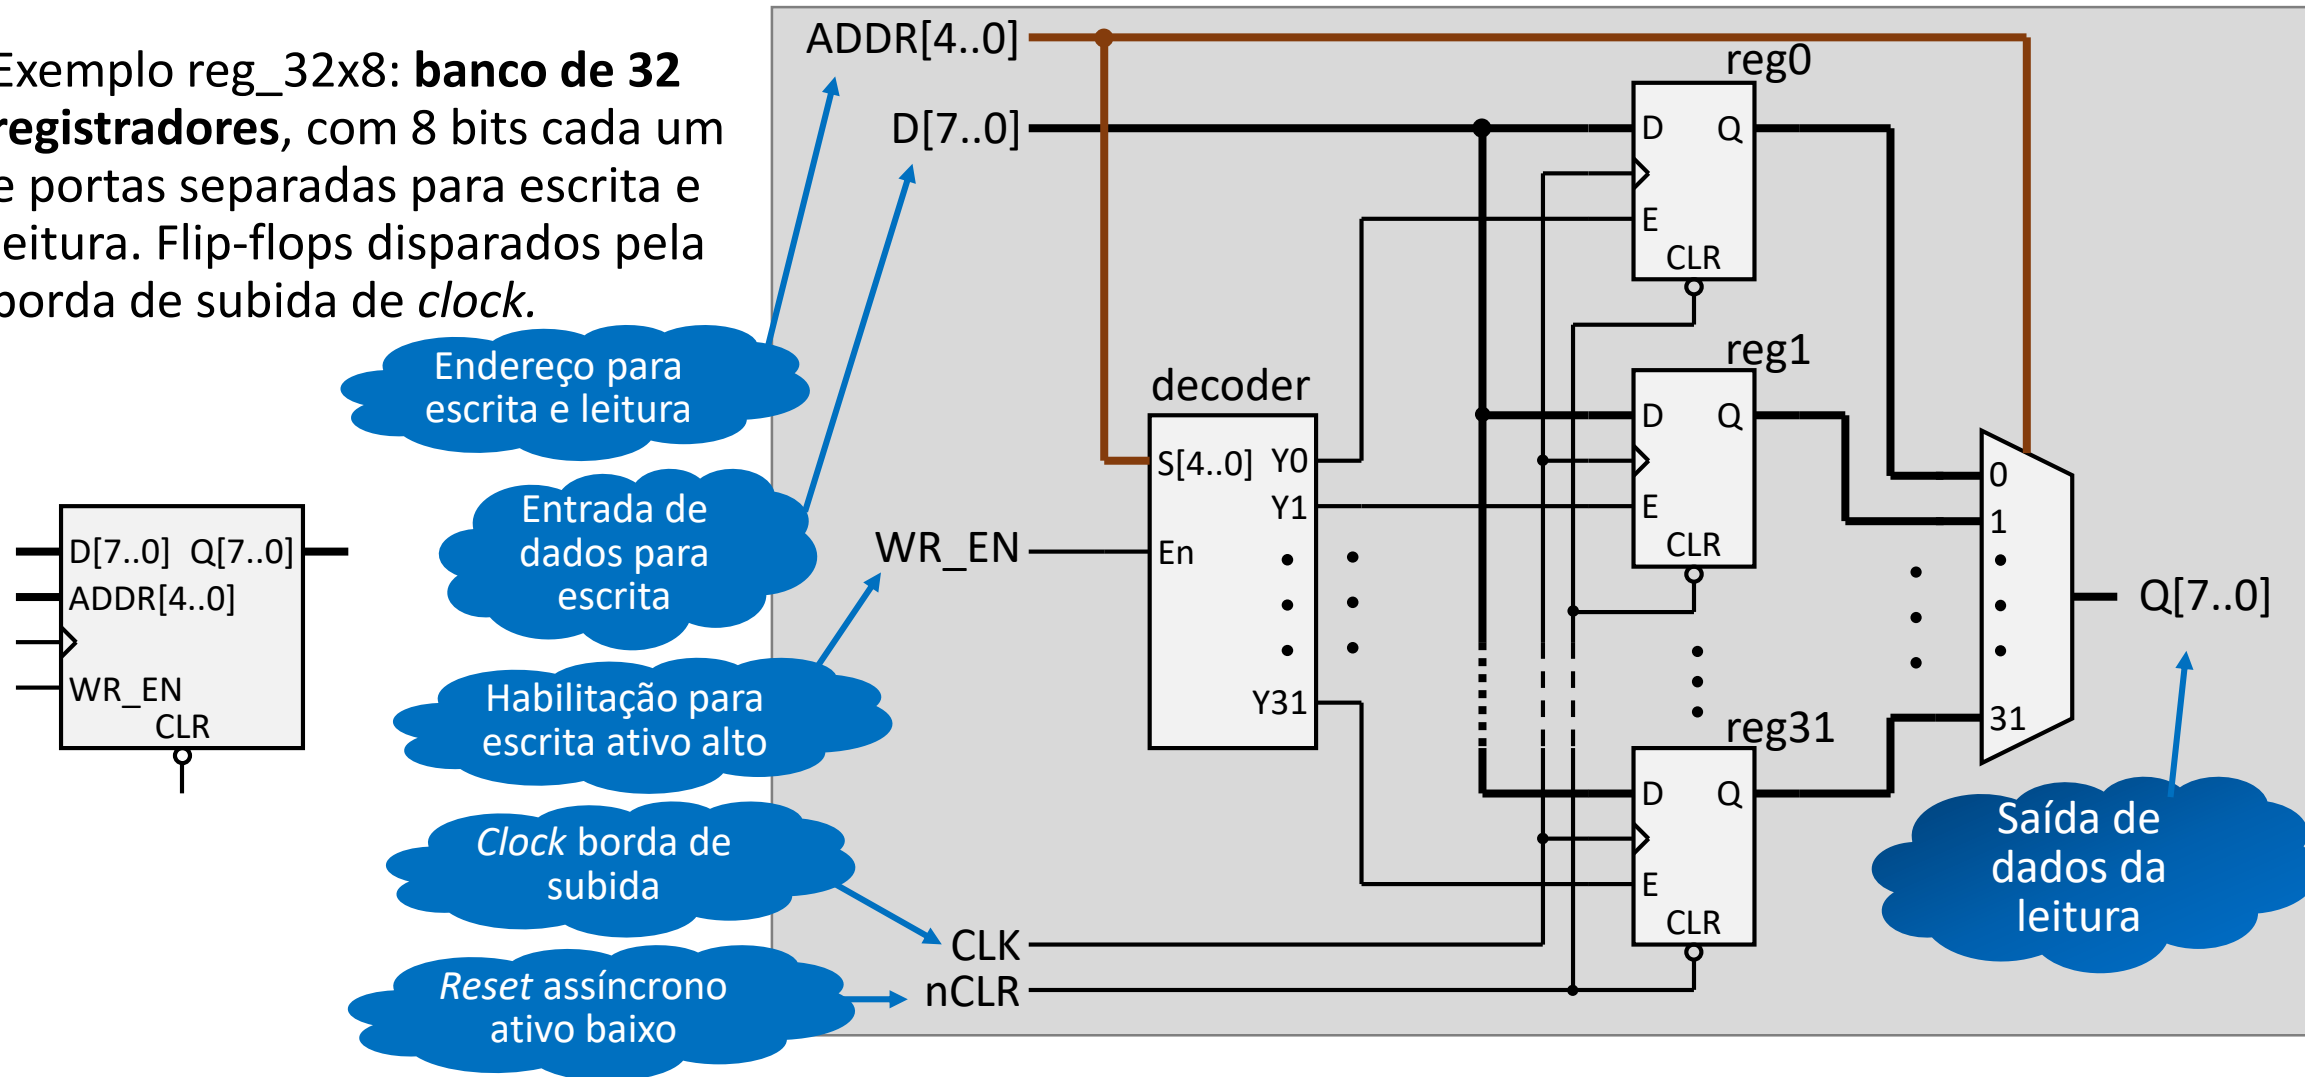 Exemplo reg_32x8: banco de 32
registradores, com 8 bits cada um
e portas separadas para escrita e
leitura. Flip-flops disparados pela
borda de subida de clock.
Endereço para
escrita e leitura
Entrada de
dados para
escrita
Habilitação para
escrita ativo alto
Clock borda de
subida
Reset assíncrono
ativo baixo
D[7..0] Q[7..0]
ADDR[4..0]
WR_EN
CLR
ADDR[4..0]
D[7..0]
WR_EN
CLK
nCLR
decoder
S[4..0] Y0
Y1
En
Y31
reg0
D Q
E
CLR
reg1
D Q
E
CLR
reg31
D Q
E
CLR
0
1
31
Q[7..0]
Saída de
dados da
leitura